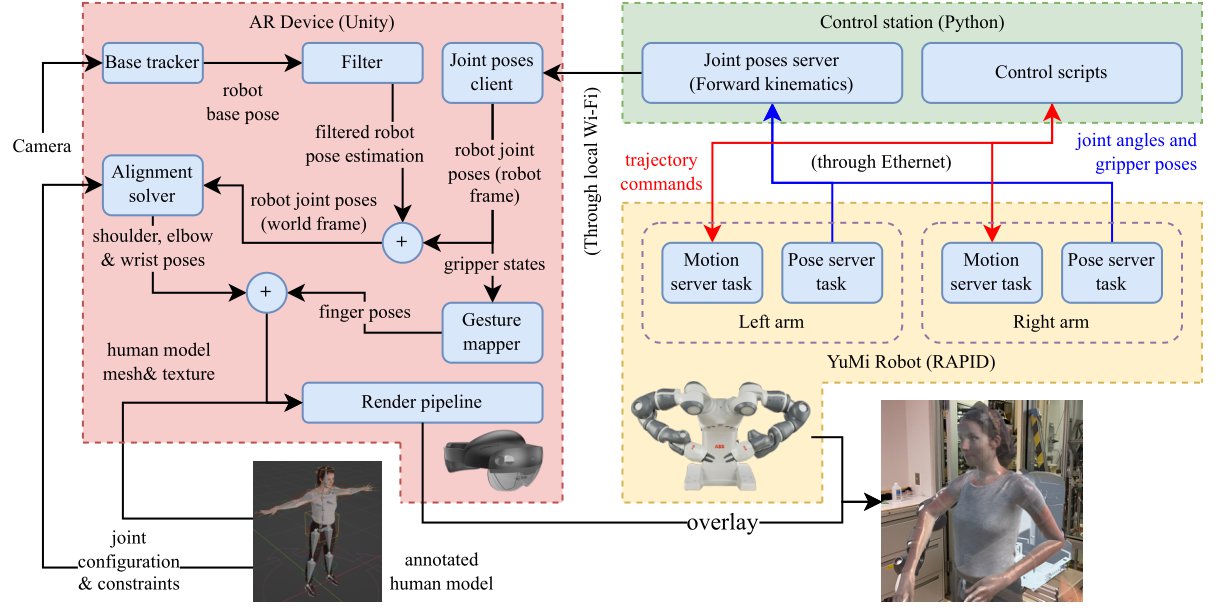 AR Device (Unity)
Base tracker
Filter
Joint poses
client
robot
base pose
Camera
filtered robot
pose estimation
robot joint
poses (robot
frame)
Alignment
solver
robot joint poses
(world frame)
+
shoulder, elbow
& wrist poses
gripper states
+
finger poses
Gesture
mapper
human model
mesh& texture
Render pipeline
(Through local Wi-Fi)
Control station (Python)
Joint poses server
(Forward kinematics)
Control scripts
trajectory
commands
(through Ethernet)
joint angles and
gripper poses
Motion
server task
Pose server
task
Left arm
Motion
server task
Pose server
task
Right arm
YuMi Robot (RAPID)
ABB
overlay
joint
configuration
& constraints
annotated
human model